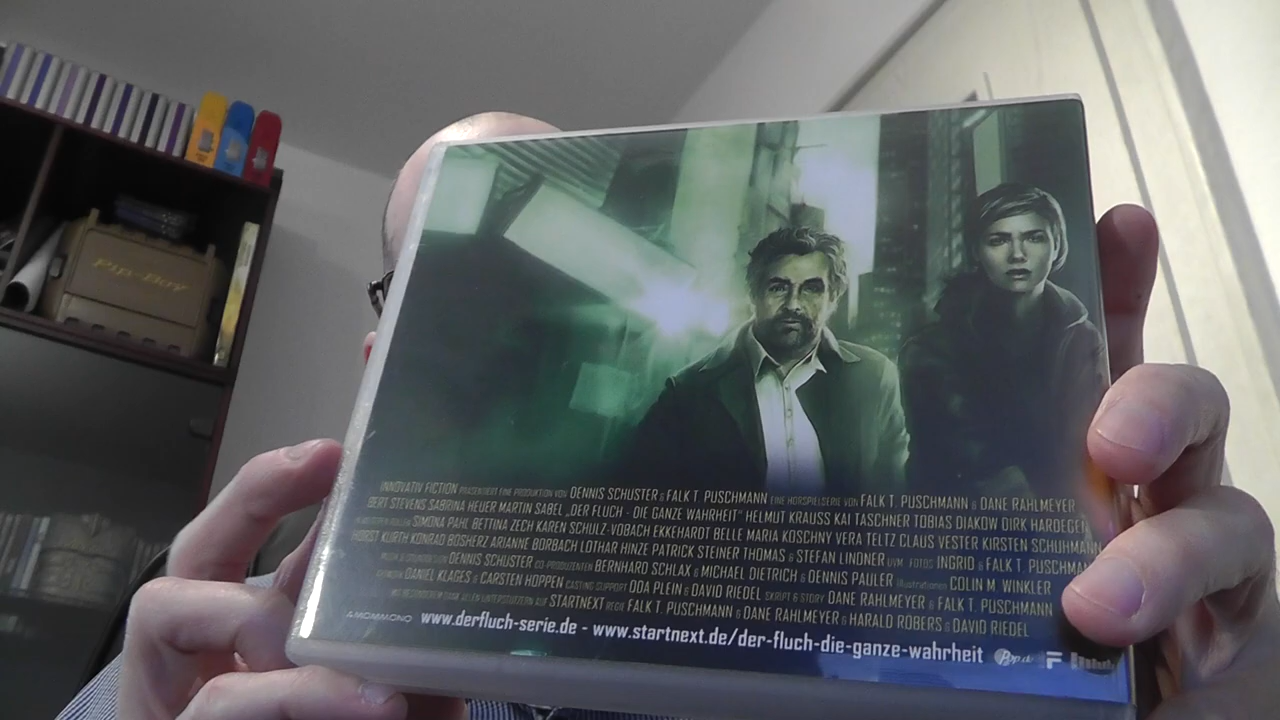 Pip-Boy
INNOVATIV FICTION PRÄSENTIERT EINE PRODUKTION VON DENNIS SCHUSTER & FALK T. PUSCHMANN EINE HÖRSPIELSERIE VON FALK T. PUSCHMANN & DANE RAHLMEYER
BERT STEVENS SABRINA HEUER MARTIN SABEL „DER FLUCH - DIE GANZE WAHRHEIT" HELMUT KRAUSS KAI TASCHNER TOBIAS DIAKOW DIRK HARDEGEN
SIMONA PAHL BETTINA ZECH KAREN SCHULZ-VOBACH EKKEHARDT BELLE MARIA KOSCHNY VERA TELTZ CLAUS VESTER KIRSTEN SCHUHMANN
HORST KURTH KONRAD BOSHERZ ARIANNE BORBACH LOTHAR HINZE PATRICK STEINER THOMAS & STEFAN LINDNER UVM. FOTOS INGRID & FALK T. PUSCHMANN
DENNIS SCHUSTER CO-PRODUZENTEN BERNHARD SCHLAX & MICHAEL DIETRICH & DENNIS PAULER Illustrationen COLIN M. WINKLER
DANIEL KLAGES & CARSTEN HOPPEN CASTING SUPPORT ODA PLEIN & DAVID RIEDEL SKRIPT & STORY DANE RAHLMEYER & FALK T. PUSCHMANN
STARTNEXT REGIE FALK T. PUSCHMANN & DANE RAHLMEYER & HARALD RÖBERS & DAVID RIEDEL
www.derfluch-serie.de - www.startnext.de/der-fluch-die-ganze-wahrheit Pop.de